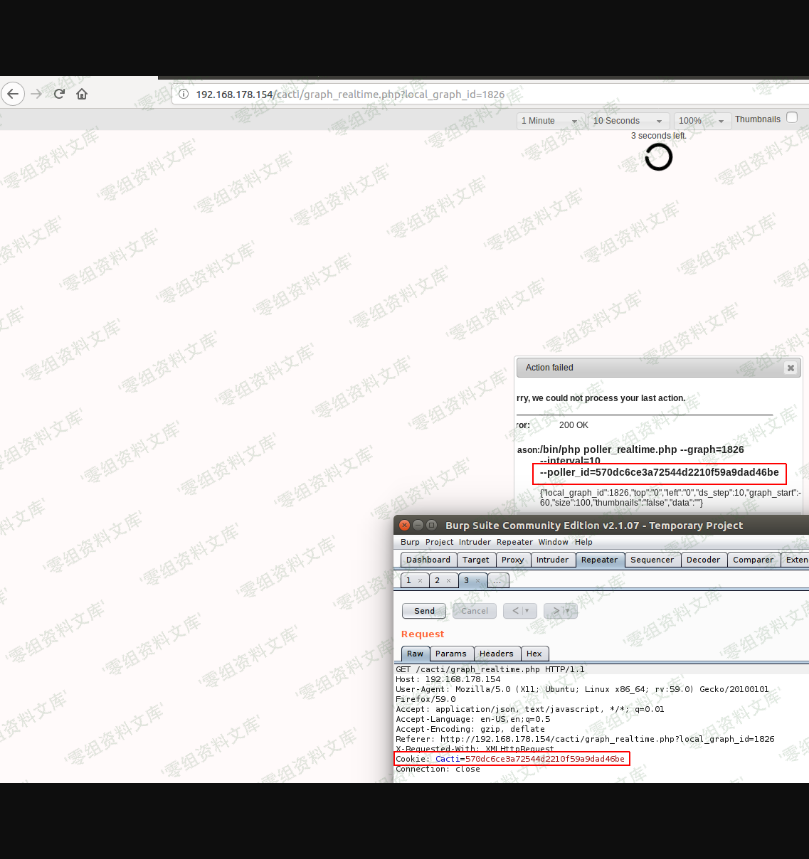 192.168.178.154/cacti/graph_realtime.php?local_graph_id=1826
1 Minute 10 Seconds 100% Thumbnails
3 seconds left.
Action failed
rry, we could not process your last action.
ror: 200 OK
ason:/bin/php poller_realtime.php --graph=1826
--interval=10
--poller_id=570dc6ce3a72544d2210f59a9dad46be
{"local_graph_id":1826,"top":"0","left":"0","ds_step":10,"graph_start":-
60,"size":100,"thumbnails":"false","data":""}
Burp Suite Community Edition v2.1.07 - Temporary Project
Burp Project Intruder Repeater Window Help
Dashboard Target Proxy Intruder Repeater Sequencer Decoder Comparer Exten
1 × 2 × 3 × ...
Send Cancel < >
Request
Raw Params Headers Hex
GET /cacti/graph_realtime.php HTTP/1.1
Host: 192.168.178.154
User-Agent: Mozilla/5.0 (X11; Ubuntu; Linux x86_64; rv:59.0) Gecko/20100101
Firefox/59.0
Accept: application/json, text/javascript, */*; q=0.01
Accept-Language: en-US,en;q=0.5
Accept-Encoding: gzip, deflate
Referer: http://192.168.178.154/cacti/graph_realtime.php?local_graph_id=1826
X-Requested-With: XMLHttpRequest
Cookie: Cacti=570dc6ce3a72544d2210f59a9dad46be
Connection: close
'零组资料文库'